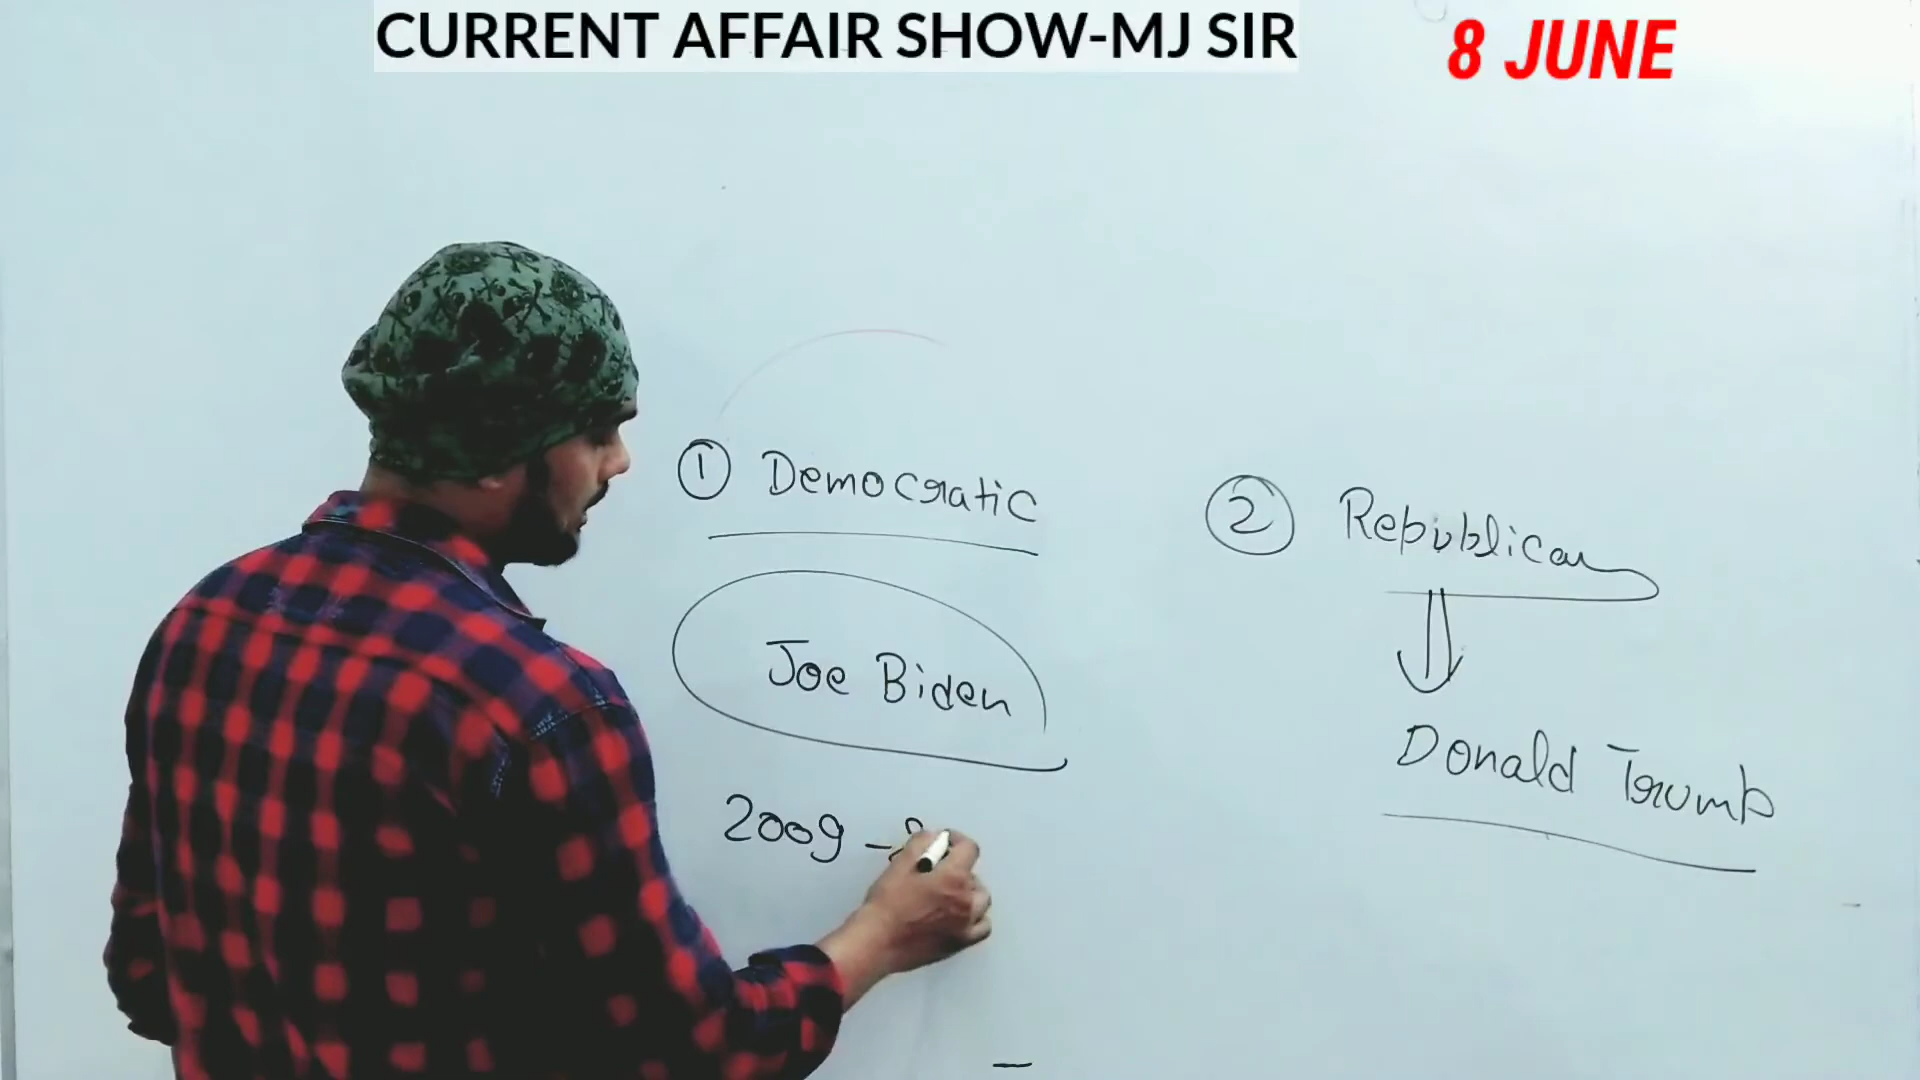 CURRENT AFFAIR SHOW-MJ SIR
8 JUNE
1 Democratic
Joe Biden
2009 -
2 Republican
Donald Trump